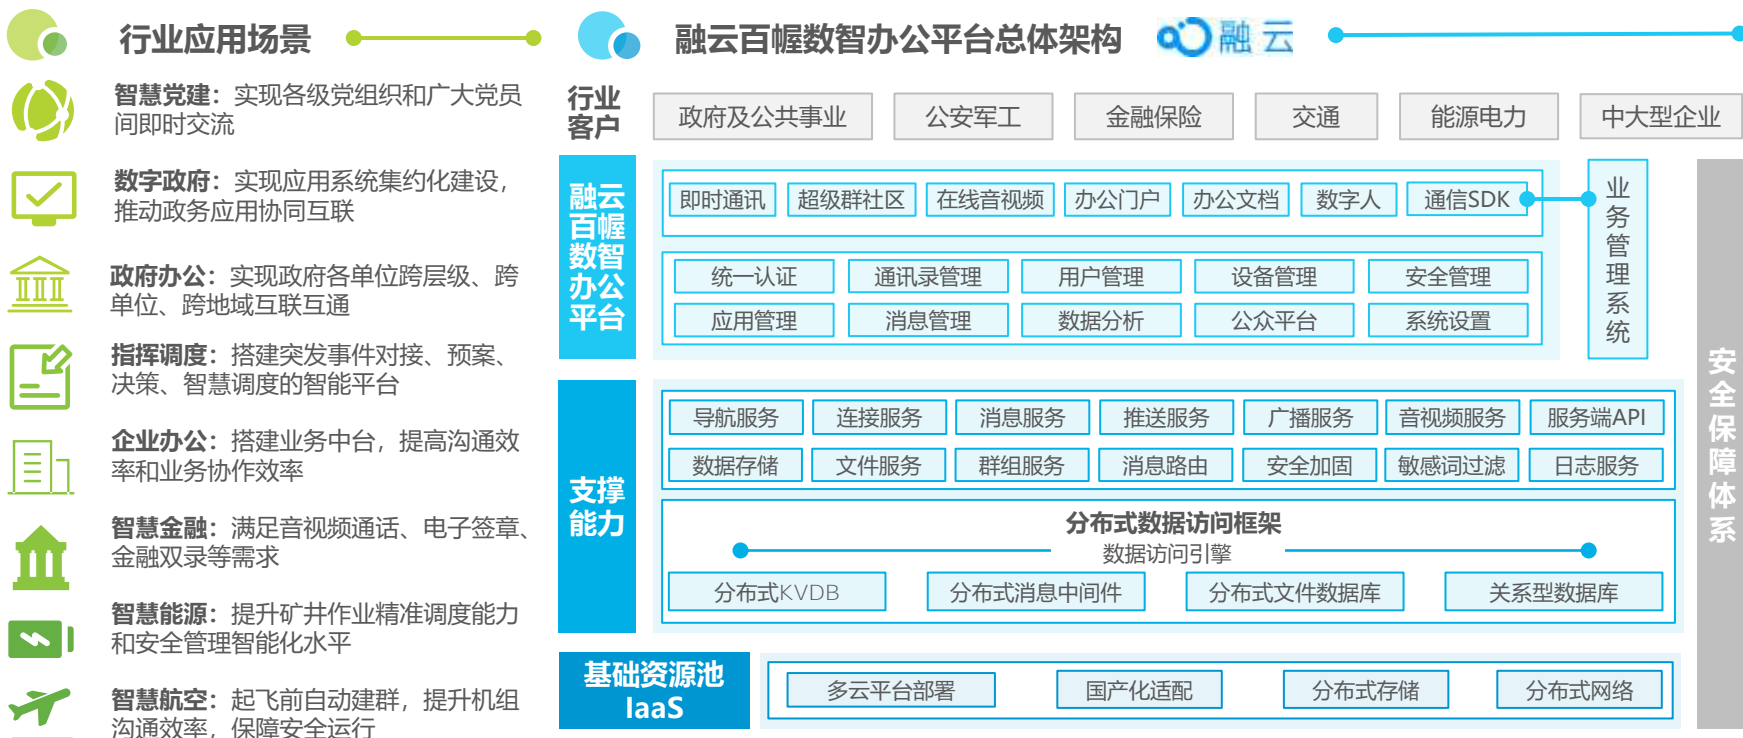 行业应用场景
智慧党建：实现各级党组织和广大党员
间即时交流
数字政府：实现应用系统集约化建设，
推动政务应用协同互联
政府办公：实现政府各单位跨层级、跨
单位、跨地域互联互通
指挥调度：搭建突发事件对接、预案、
决策、智慧调度的智能平台
企业办公：搭建业务中台，提高沟通效
率和业务协作效率
智慧金融：满足音视频通话、电子签章、
金融双录等需求
智慧能源：提升矿井作业精准调度能力
和安全管理智能化水平
智慧航空：起飞前自动建群，提升机组
沟通效率，保障安全运行
融云百幄数智办公平台总体架构 融云
行业
客户
政府及公共事业 公安军工 金融保险 交通 能源电力 中大型企业
融云
百幄
数智
办公
平台
即时通讯 超级群社区 在线音视频 办公门户 办公文档 数字人 通信SDK
统一认证 通讯录管理 用户管理 设备管理 安全管理
应用管理 消息管理 数据分析 公众平台 系统设置
业务管理系统
支撑
能力
导航服务 连接服务 消息服务 推送服务 广播服务 音视频服务 服务端API
数据存储 文件服务 群组服务 消息路由 安全加固 敏感词过滤 日志服务
分布式数据访问框架
数据访问引擎
分布式KVDB 分布式消息中间件 分布式文件数据库 关系型数据库
基础资源池
IaaS
多云平台部署 国产化适配 分布式存储 分布式网络
安全保障体系